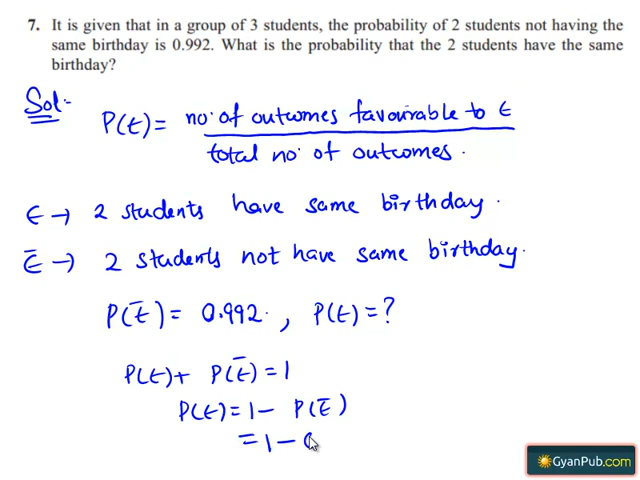 7. It is given that in a group of 3 students, the probability of 2 students not having the
same birthday is 0.992. What is the probability that the 2 students have the same
birthday?
Sol:-
P(E) = no. of outcomes favourable to E
total no. of outcomes.
E → 2 students have same birthday.
E̅ → 2 students not have same birthday.
P(E̅) = 0.992. , P(E) = ?
P(E) + P(E̅) = 1
P(E) = 1 - P(E̅)
= 1 - 0
GyanPub.com